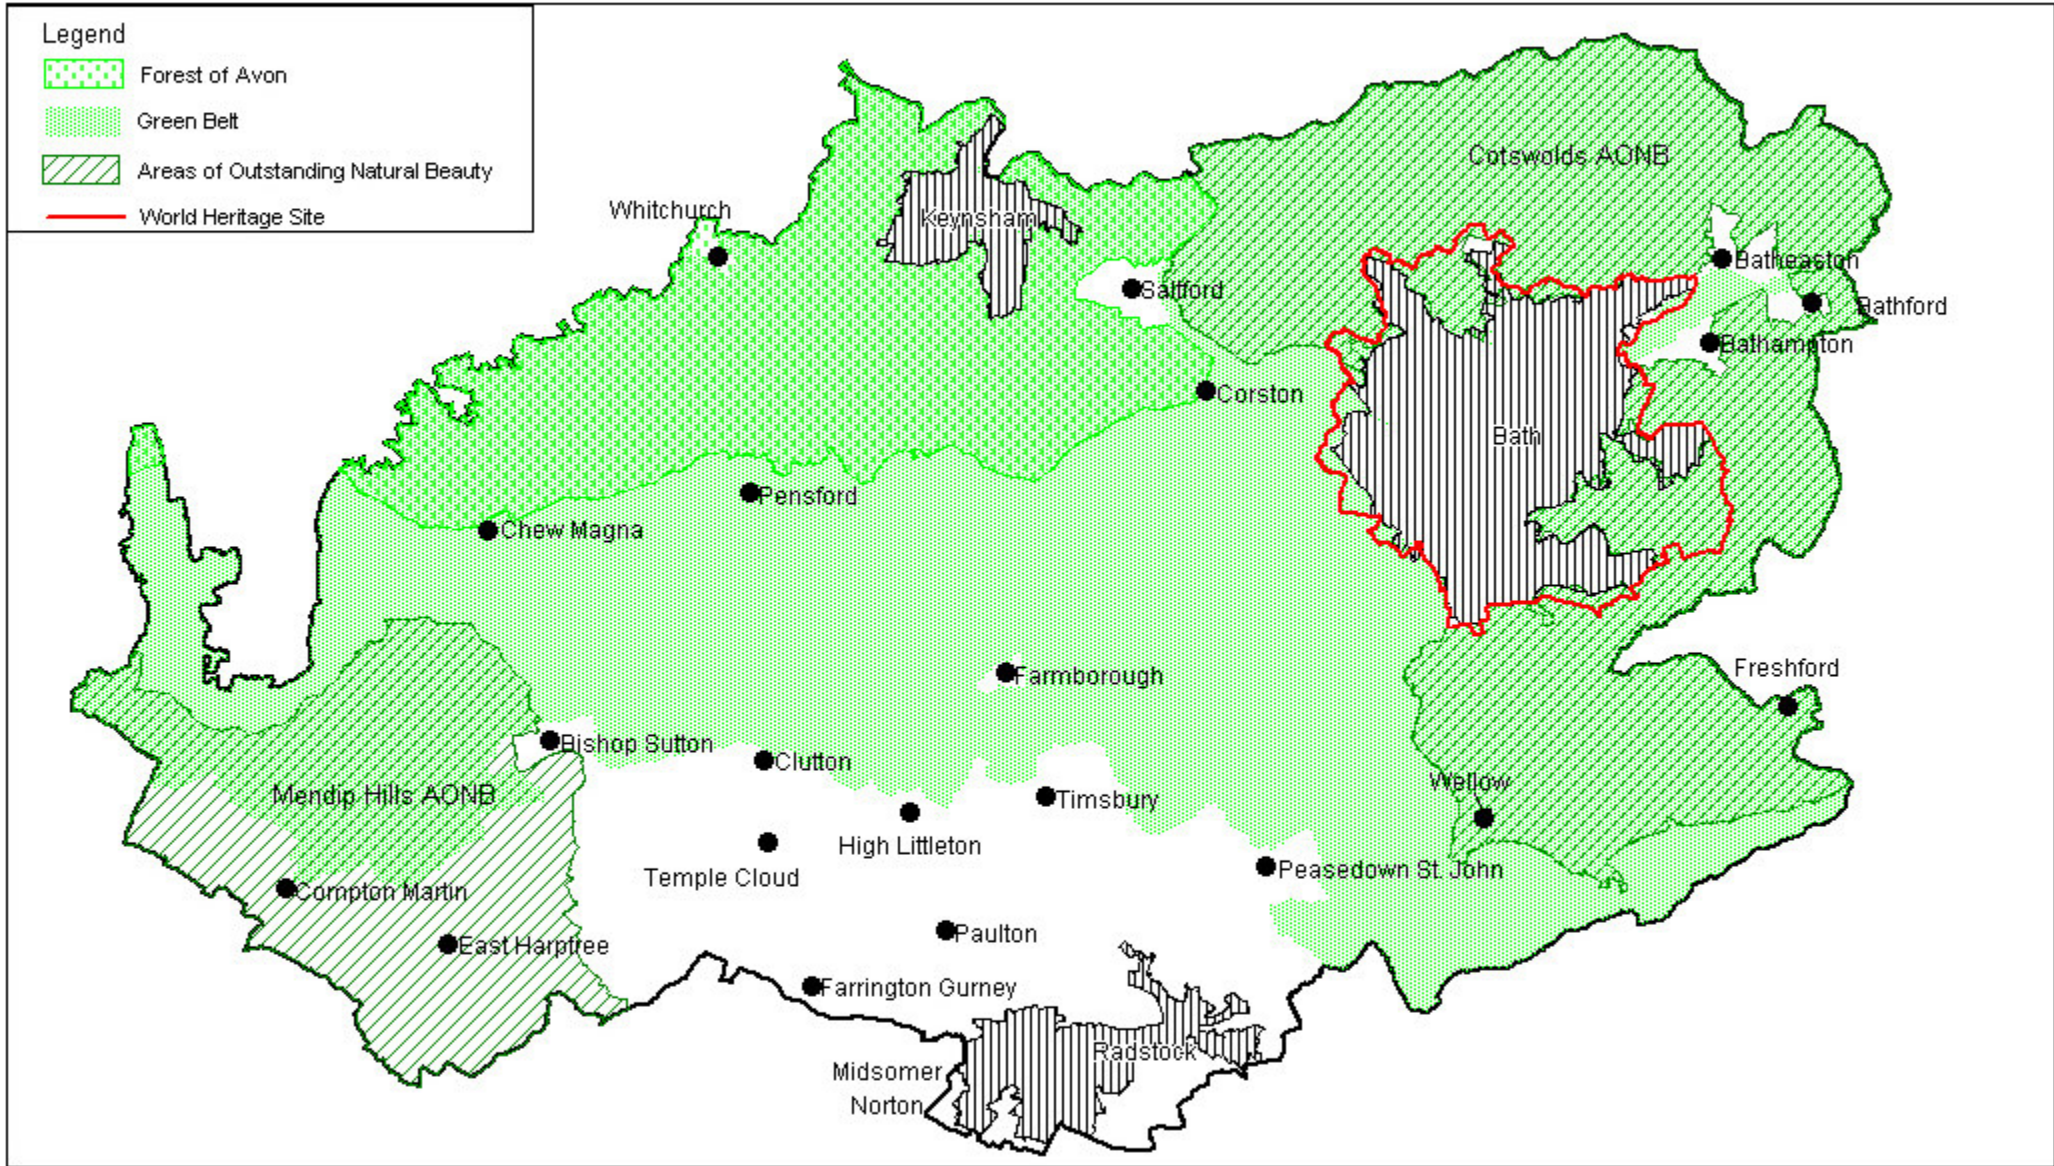 Legend
Forest of Avon
Green Belt
Areas of Outstanding Natural Beauty
World Heritage Site
Cotswolds AONB
Whitchurch
Keynsham
Batheaston
Saltford
Bathford
Bathampton
Corston
Bath
Pensford
Chew Magna
Farmborough
Freshford
Bishop Sutton
Clutton
Wellow
Mendip Hills AONB
Timsbury
High Littleton
Peasedown St. John
Temple Cloud
Compton Martin
Paulton
East Harptree
Farrington Gurney
Radstock
Midsomer
Norton